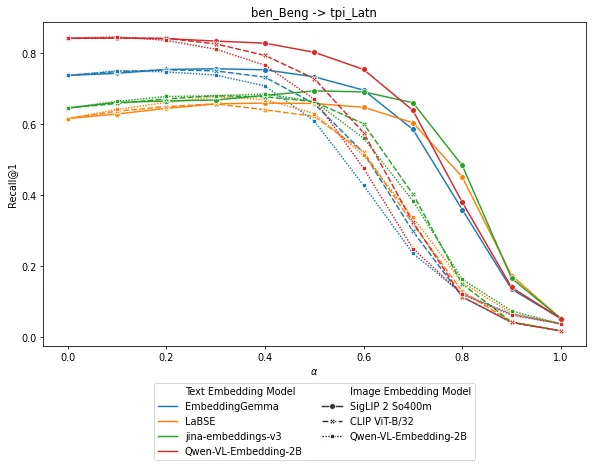 ben_Beng -> tpi_Latn
Recall@1
0.8
0.6
0.4
0.2
0.0
0.0 0.2 0.4 0.6 0.8 1.0
α
Text Embedding Model Image Embedding Model
EmbeddingGemma SigLIP 2 So400m
LaBSE CLIP ViT-B/32
jina-embeddings-v3 Qwen-VL-Embedding-2B
Qwen-VL-Embedding-2B